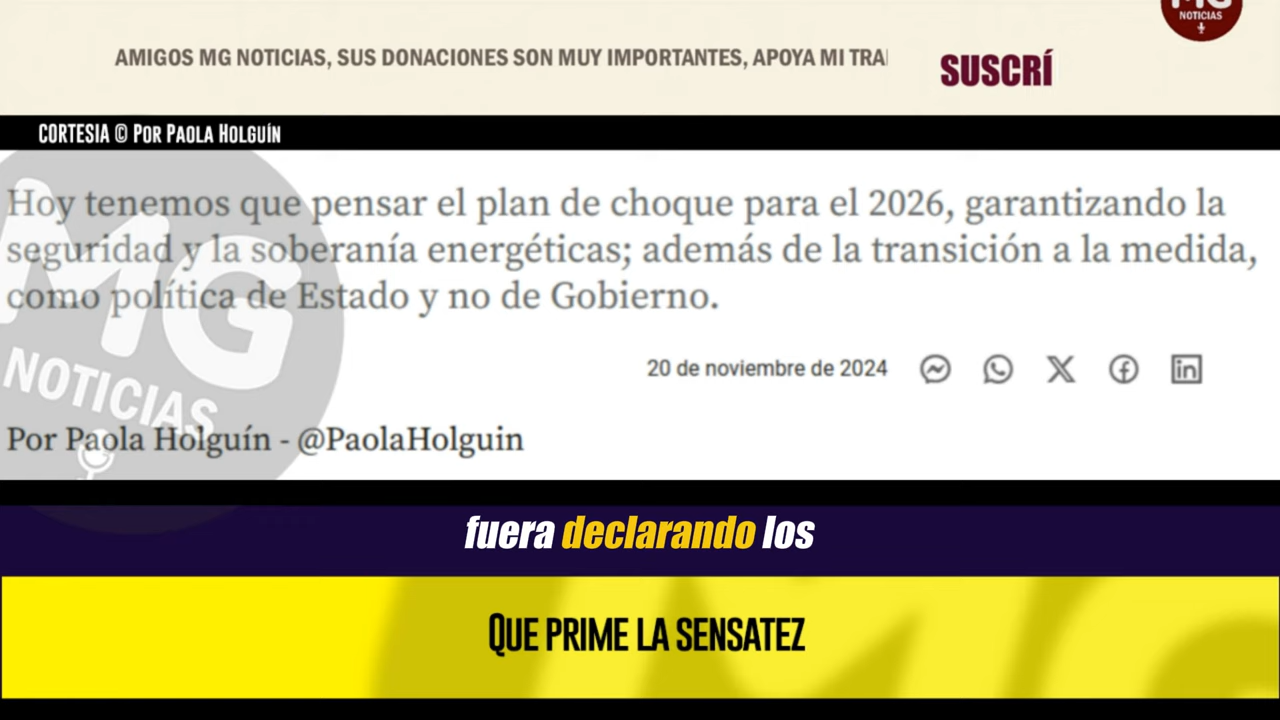 MG
NOTICIAS
AMIGOS MG NOTICIAS, SUS DONACIONES SON MUY IMPORTANTES, APOYA MI
SUSCRÍ
CORTESIA © POR PAOLA HOLGUÍN
Hoy tenemos que pensar el plan de choque para el 2026, garantizando la
seguridad y la soberanía energéticas; además de la transición a la medida,
como política de Estado y no de Gobierno.
20 de noviembre de 2024
MG
NOTICIAS
Por Paola Holguín - @PaolaHolguin
fuera declarando los
QUE PRIME LA SENSATEZ